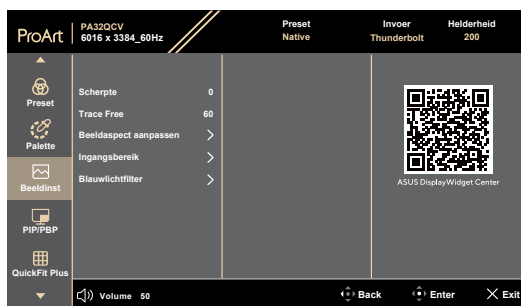 ProArt
PA32QCV
6016 x 3384_60Hz
Preset
Native
Invoer
Thunderbolt
Helderheid
200
Preset
Palette
Beeldinst
PIP/PBP
QuickFit Plus
Scherpte 0
Trace Free 60
Beeldaspect aanpassen
Ingangsbereik
Blauwlichtfilter
ASUS DisplayWidget Center
Volume 50
Back
Enter
Exit